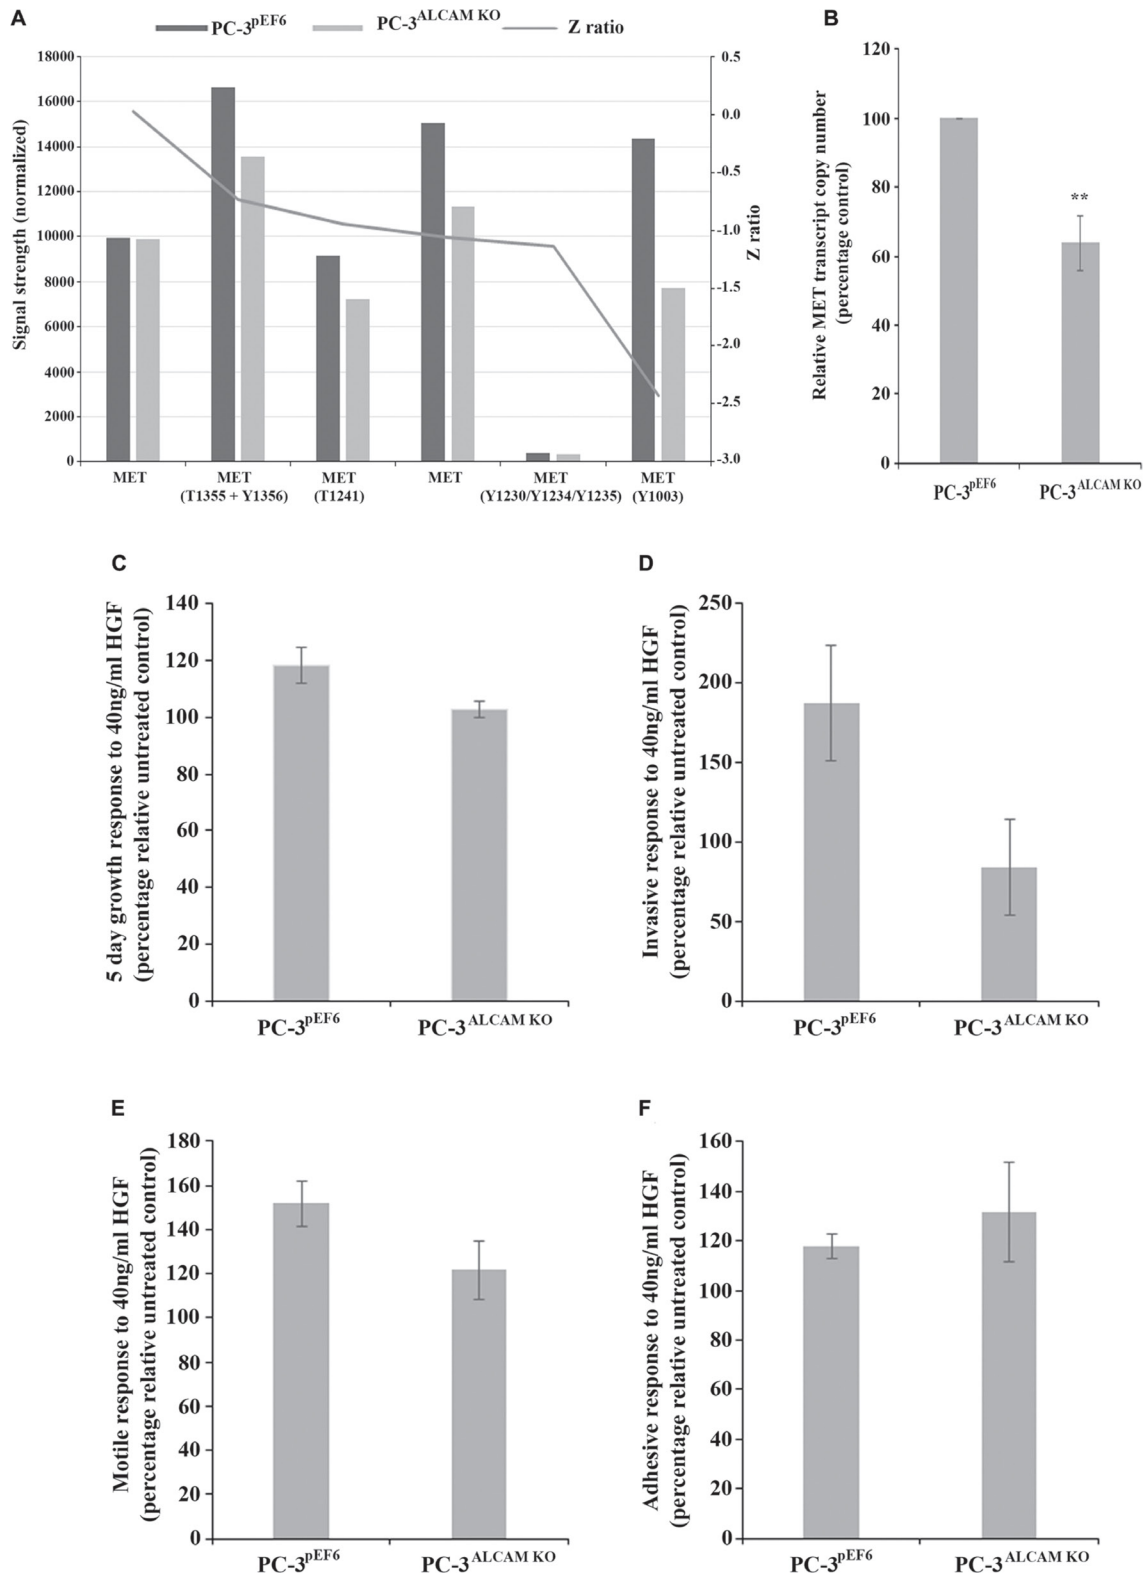 A
PC-3pEF6
PC-3ALCAM KO
Z ratio
Signal strength (normalized)
18000
16000
14000
12000
10000
8000
6000
4000
2000
0
0.5
0.0
-0.5
-1.0
-1.5
-2.0
-2.5
-3.0
Z ratio
MET
MET
(T1355 + Y1356)
MET
(T1241)
MET
MET
(Y1230/Y1234/Y1235)
MET
(Y1003)
B
Relative MET transcript copy number
(percentage control)
120
100
80
60
40
20
0
**
PC-3pEF6
PC-3ALCAM KO
C
5 day growth response to 40ng/ml HGF
(percentage relative untreated control)
140
120
100
80
60
40
20
0
PC-3pEF6
PC-3ALCAM KO
D
Invasive response to 40ng/ml HGF
(percentage relative untreated control)
250
200
150
100
50
0
PC-3pEF6
PC-3ALCAM KO
E
Motile response to 40ng/ml HGF
(percentage relative untreated control)
180
160
140
120
100
80
60
40
20
0
PC-3pEF6
PC-3ALCAM KO
F
Adhesive response to 40ng/ml HGF
(percentage relative untreated control)
160
140
120
100
80
60
40
20
0
PC-3pEF6
PC-3ALCAM KO